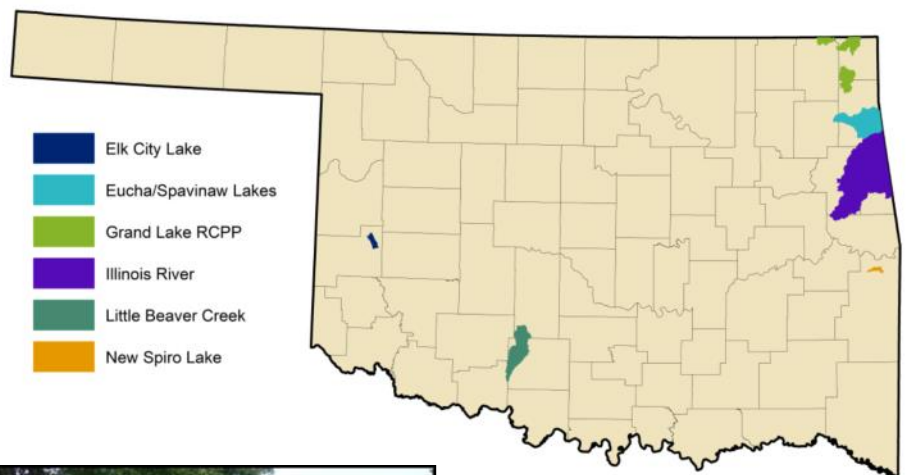 Elk City Lake
Eucha/Spavinaw Lakes
Grand Lake RCPP
Illinois River
Little Beaver Creek
New Spiro Lake